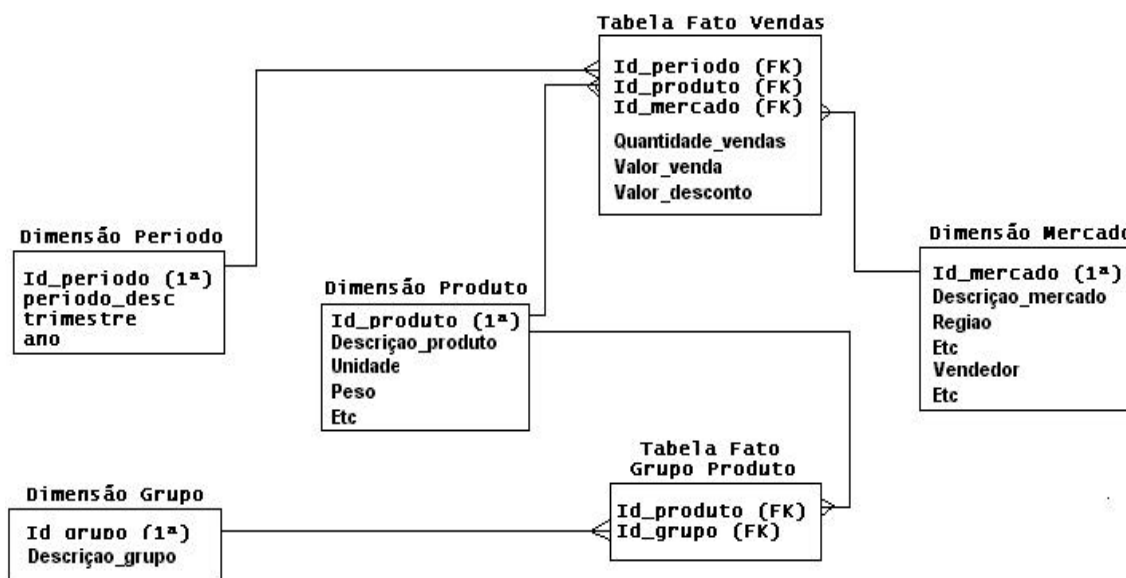 Tabela Fato Vendas
Id_periodo (FK)
Id_produto (FK)
Id_mercado (FK)
Quantidade_vendas
Valor_venda
Valor_desconto
Dimensão Periodo
Id_periodo (1ª)
periodo_desc
trimestre
ano
Dimensão Produto
Id_produto (1ª)
Descriçao_produto
Unidade
Peso
Etc
Dimensão Mercado
Id_mercado (1ª)
Descriçao_mercado
Regiao
Etc
Vendedor
Etc
Tabela Fato
Grupo Produto
Id_produto (FK)
Id_grupo (FK)
Dimensão Grupo
Id_grupo (1ª)
Descriçao_grupo